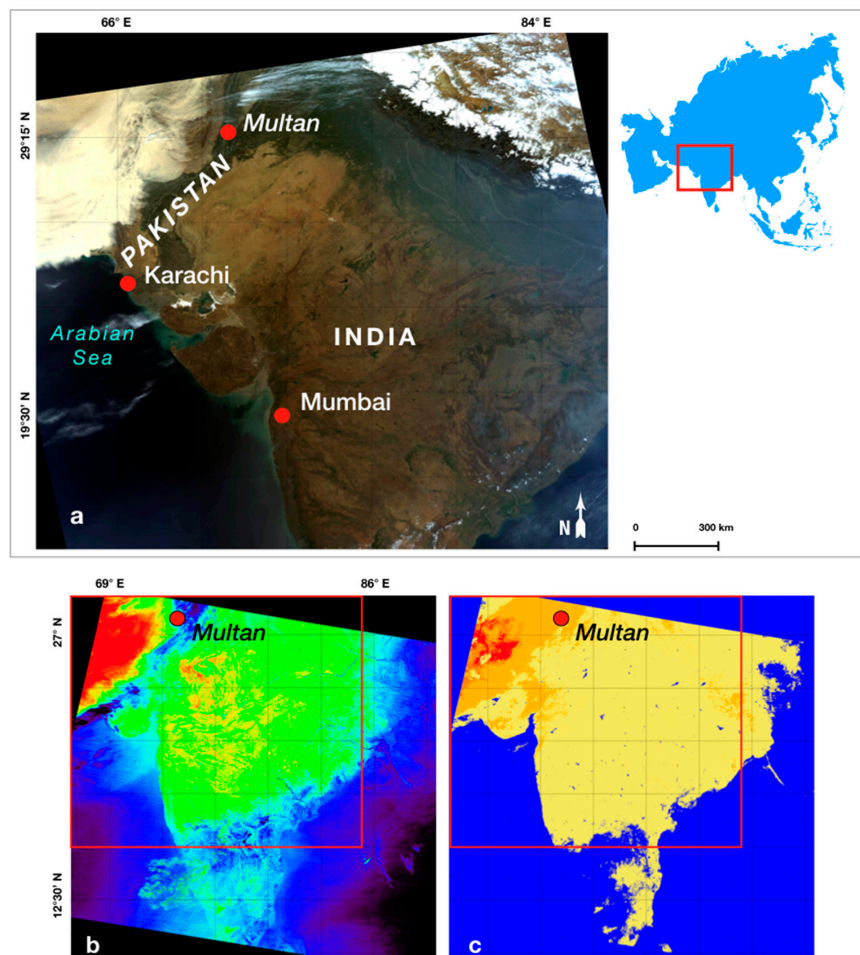 66° E
84° E
29°15' N
Multan
PAKISTAN
Karachi
Arabian
Sea
INDIA
19°30' N
Mumbai
a
N
0
300 km
69° E
86° E
27° N
Multan
Multan
12°30' N
b
c